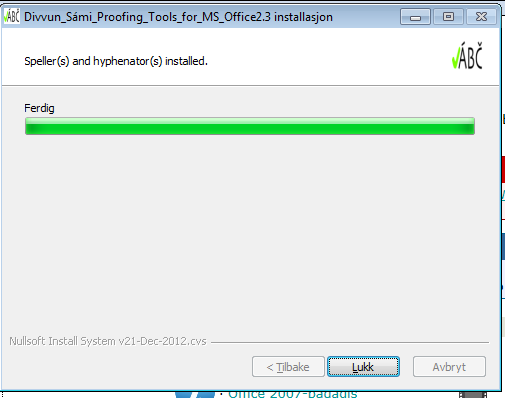 Divvun_Sámi_Proofing_Tools_for_MS_Office2.3 installasjon
Speller(s) and hyphenator(s) installed.
ÁBČ
Ferdig
Nullsoft Install System v21-Dec-2012.cvs
< Tilbake
Lukk
Avbryt
· Office 2007-bađađis